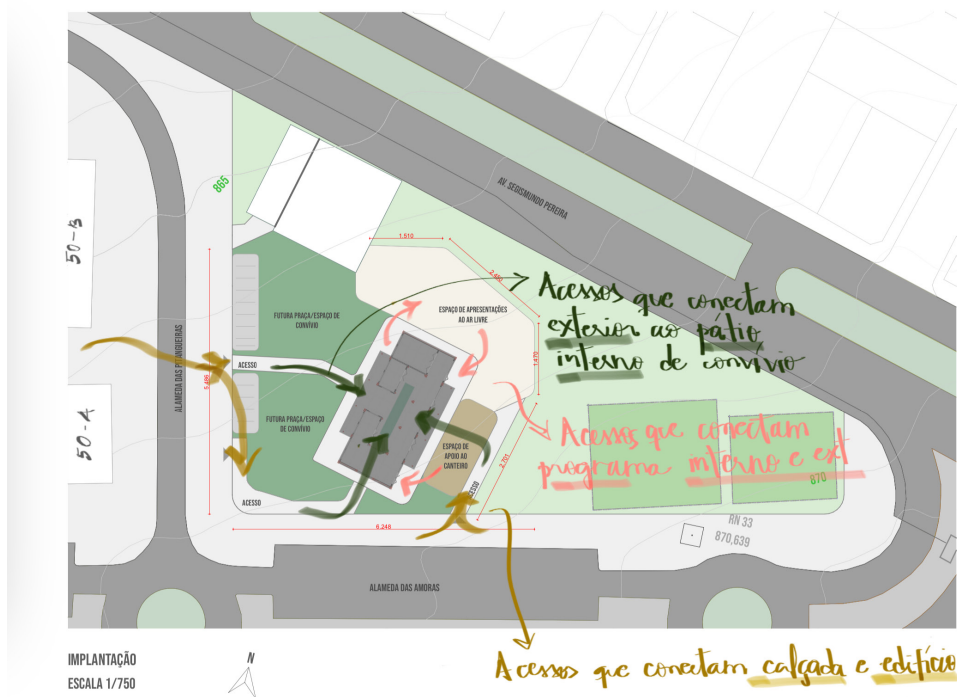 AV. SEGISMUNDO PEREIRA
866
50-B
1.510
2.480
FUTURA PRAÇA/ESPAÇO DE
CONVÍVIO
ESPAÇO DE APRESENTAÇÕES
AO AR LIVRE
Acessos que conectam
exterior ao pátio
interno de convívio
1.470
ALAMEDA DAS PITANGUEIRAS
5.486
ACESSO
50-A
FUTURA PRAÇA/ESPAÇO
DE CONVÍVIO
ESPAÇO DE
APOIO AO
CANTEIRO
Acessos que conectam
programa interno e ext
2.701
870
ACESSO
ACESSO
6.248
RN 33
870,639
ALAMEDA DAS AMORAS
IMPLANTAÇÃO
ESCALA 1/750
N
Acessos que conectam calçada e edifício